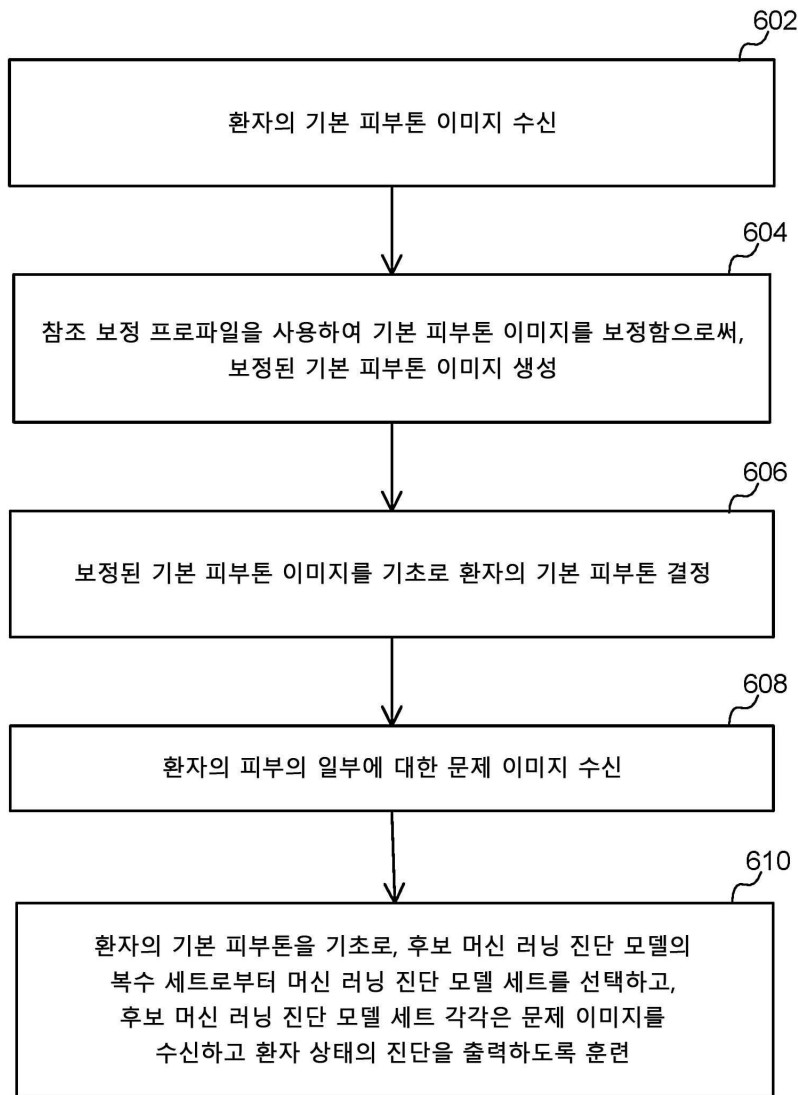 602
환자의 기본 피부톤 이미지 수신
604
참조 보정 프로파일을 사용하여 기본 피부톤 이미지를 보정함으로써,
보정된 기본 피부톤 이미지 생성
606
보정된 기본 피부톤 이미지를 기초로 환자의 기본 피부톤 결정
608
환자의 피부의 일부에 대한 문제 이미지 수신
610
환자의 기본 피부톤을 기초로, 후보 머신 러닝 진단 모델의
복수 세트로부터 머신 러닝 진단 모델 세트를 선택하고,
후보 머신 러닝 진단 모델 세트 각각은 문제 이미지를
수신하고 환자 상태의 진단을 출력하도록 훈련